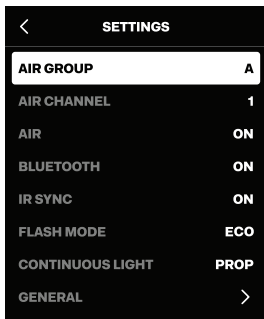 SETTINGS
AIR GROUP A
AIR CHANNEL 1
AIR ON
BLUETOOTH ON
IR SYNC ON
FLASH MODE ECO
CONTINUOUS LIGHT PROP
GENERAL